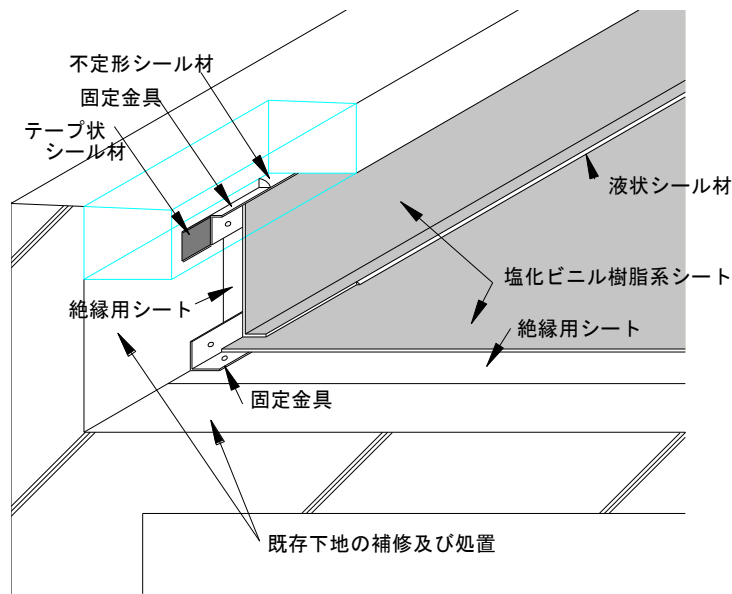 不定形シール材
固定金具
テープ状
シール材
液状シール材
塩化ビニル樹脂系シート
絶縁用シート
絶縁用シート
固定金具
既存下地の補修及び処置